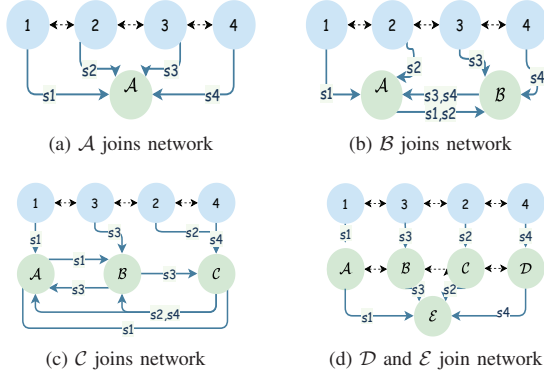 1 2 3 4
s1 s2 s3 s4
𝒜
(a) 𝒜 joins network
1 2 3 4
s1 s2 s3 s4
𝒜 s3,s4 ℬ
s1,s2
(b) ℬ joins network
1 3 2 4
s1 s3 s2 s4
𝒜 s1 ℬ s3 𝒞
s3
s2,s4
s1
(c) 𝒞 joins network
1 3 2 4
s1 s3 s2 s4
𝒜 ℬ 𝒞 𝒟
s1 s3 s2 s4
ℰ
(d) 𝒟 and ℰ join network